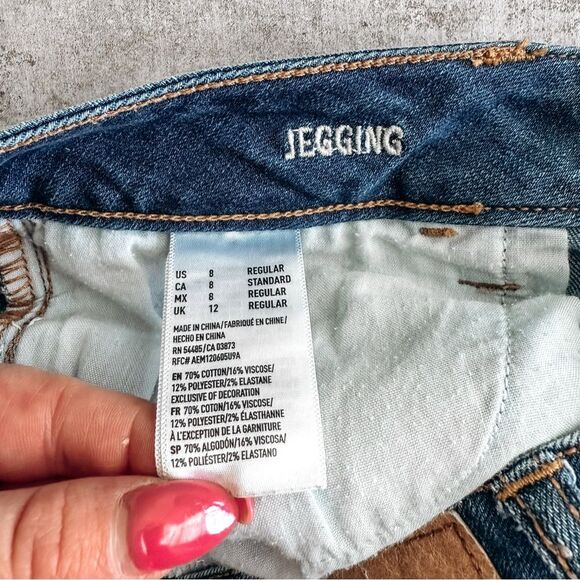 JEGGING
US 8 REGULAR
CA 8 STANDARD
MX 8 REGULAR
UK 12 REGULAR
MADE IN CHINA/FABRIQUÉ EN CHINE/
HECHO EN CHINA
RN 54485/CA 03873
RFC# AEM120605U9A
EN 70% COTTON/16% VISCOSE/
12% POLYESTER/2% ELASTANE
EXCLUSIVE OF DECORATION
FR 70% COTON/16% VISCOSE/
12% POLYESTER/2% ÉLASTHANNE
À L'EXCEPTION DE LA GARNITURE
SP 70% ALGODÓN/16% VISCOSA/
12% POLIÉSTER/2% ELASTANO